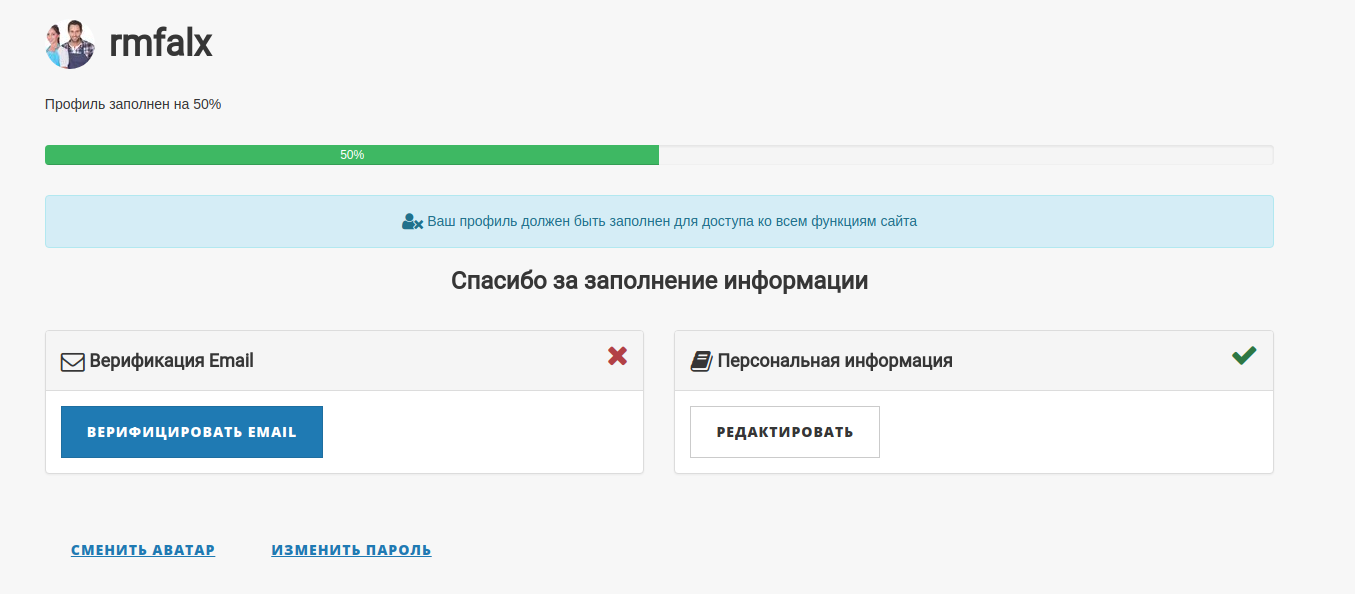 rmfalx
Профиль заполнен на 50%
50%
Ваш профиль должен быть заполнен для доступа ко всем функциям сайта
Спасибо за заполнение информации
Верификация Email
Персональная информация
ВЕРИФИЦИРОВАТЬ EMAIL
РЕДАКТИРОВАТЬ
СМЕНИТЬ АВАТАР
ИЗМЕНИТЬ ПАРОЛЬ